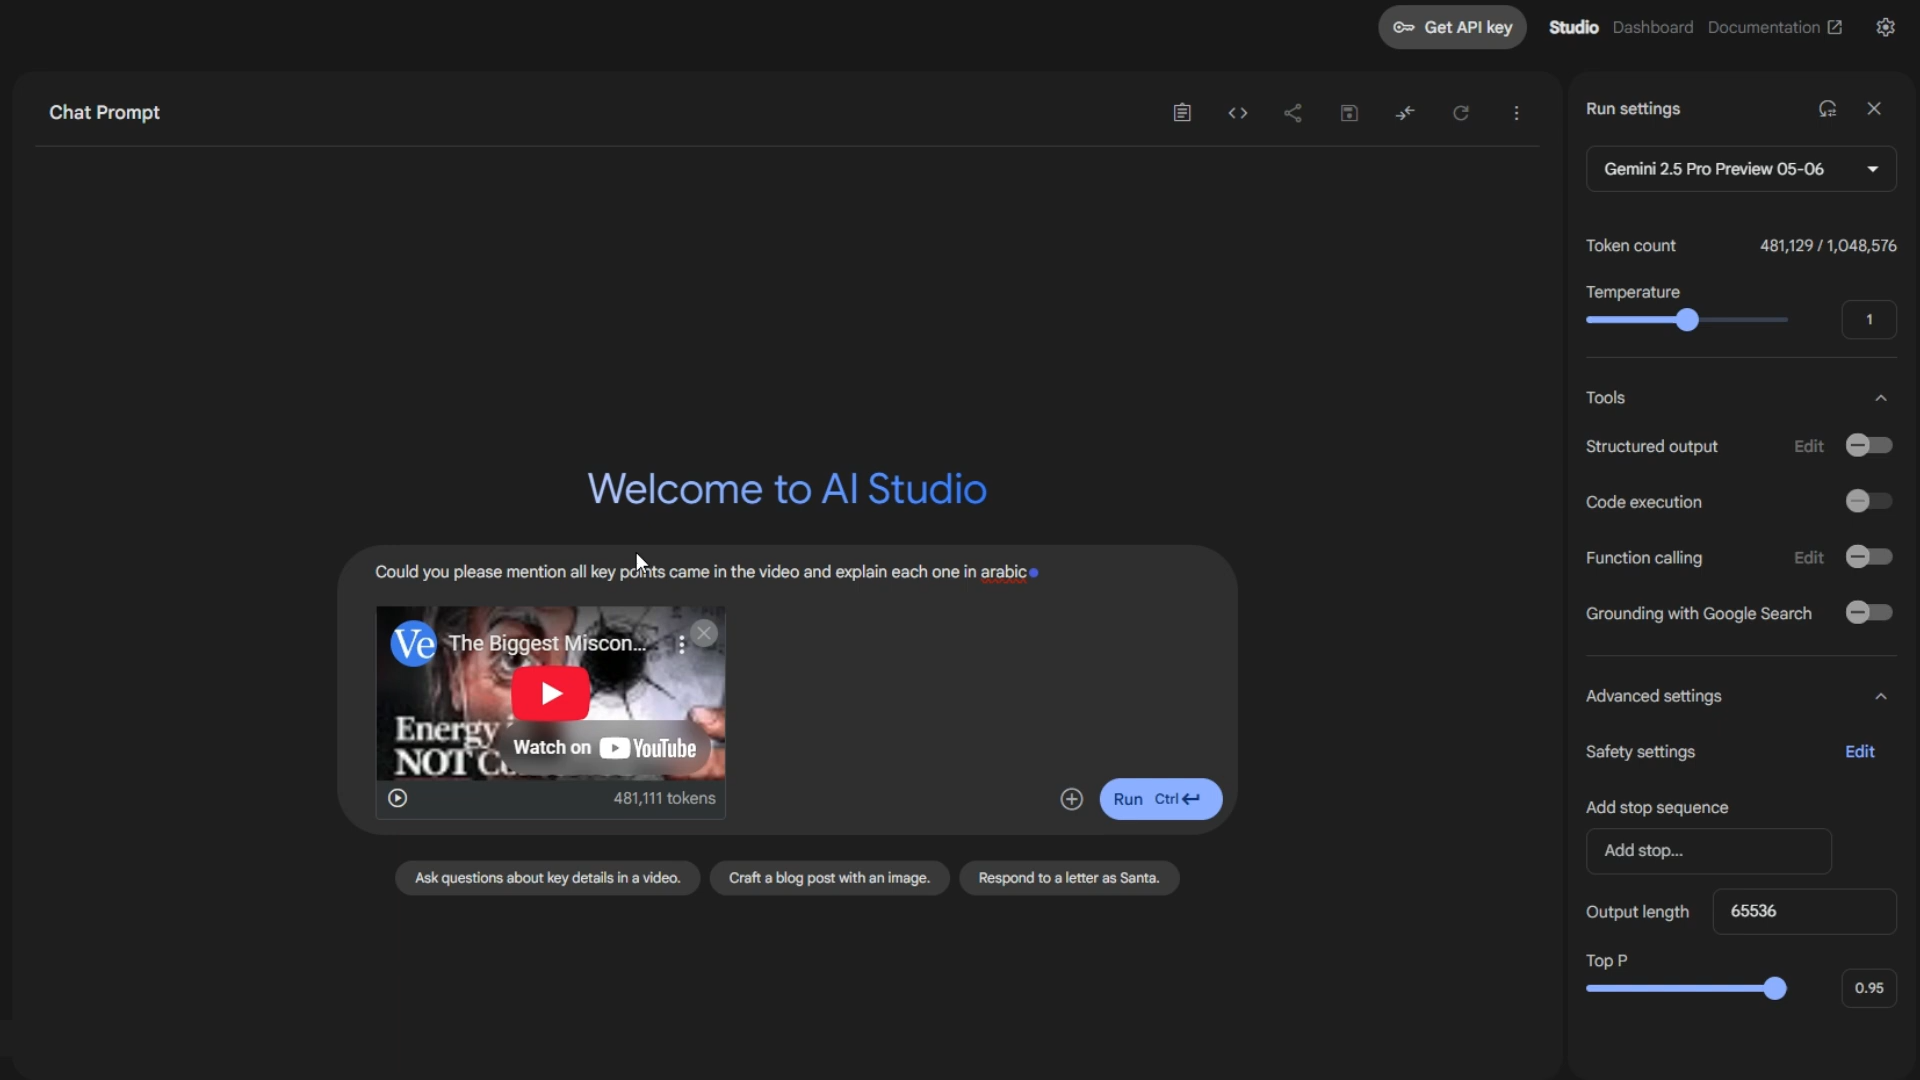 Get API key
Studio
Dashboard
Documentation
Chat Prompt
Welcome to AI Studio
Could you please mention all key points came in the video and explain each one in arabic
Ve
The Biggest Miscon...
Energy
NOT
Watch on YouTube
481,111 tokens
Run Ctrl
Ask questions about key details in a video.
Craft a blog post with an image.
Respond to a letter as Santa.
Run settings
Gemini 2.5 Pro Preview 05-06
Token count 481,129 / 1,048,576
Temperature
1
Tools
Structured output Edit
Code execution
Function calling Edit
Grounding with Google Search
Advanced settings
Safety settings Edit
Add stop sequence
Add stop...
Output length 65536
Top P
0.95